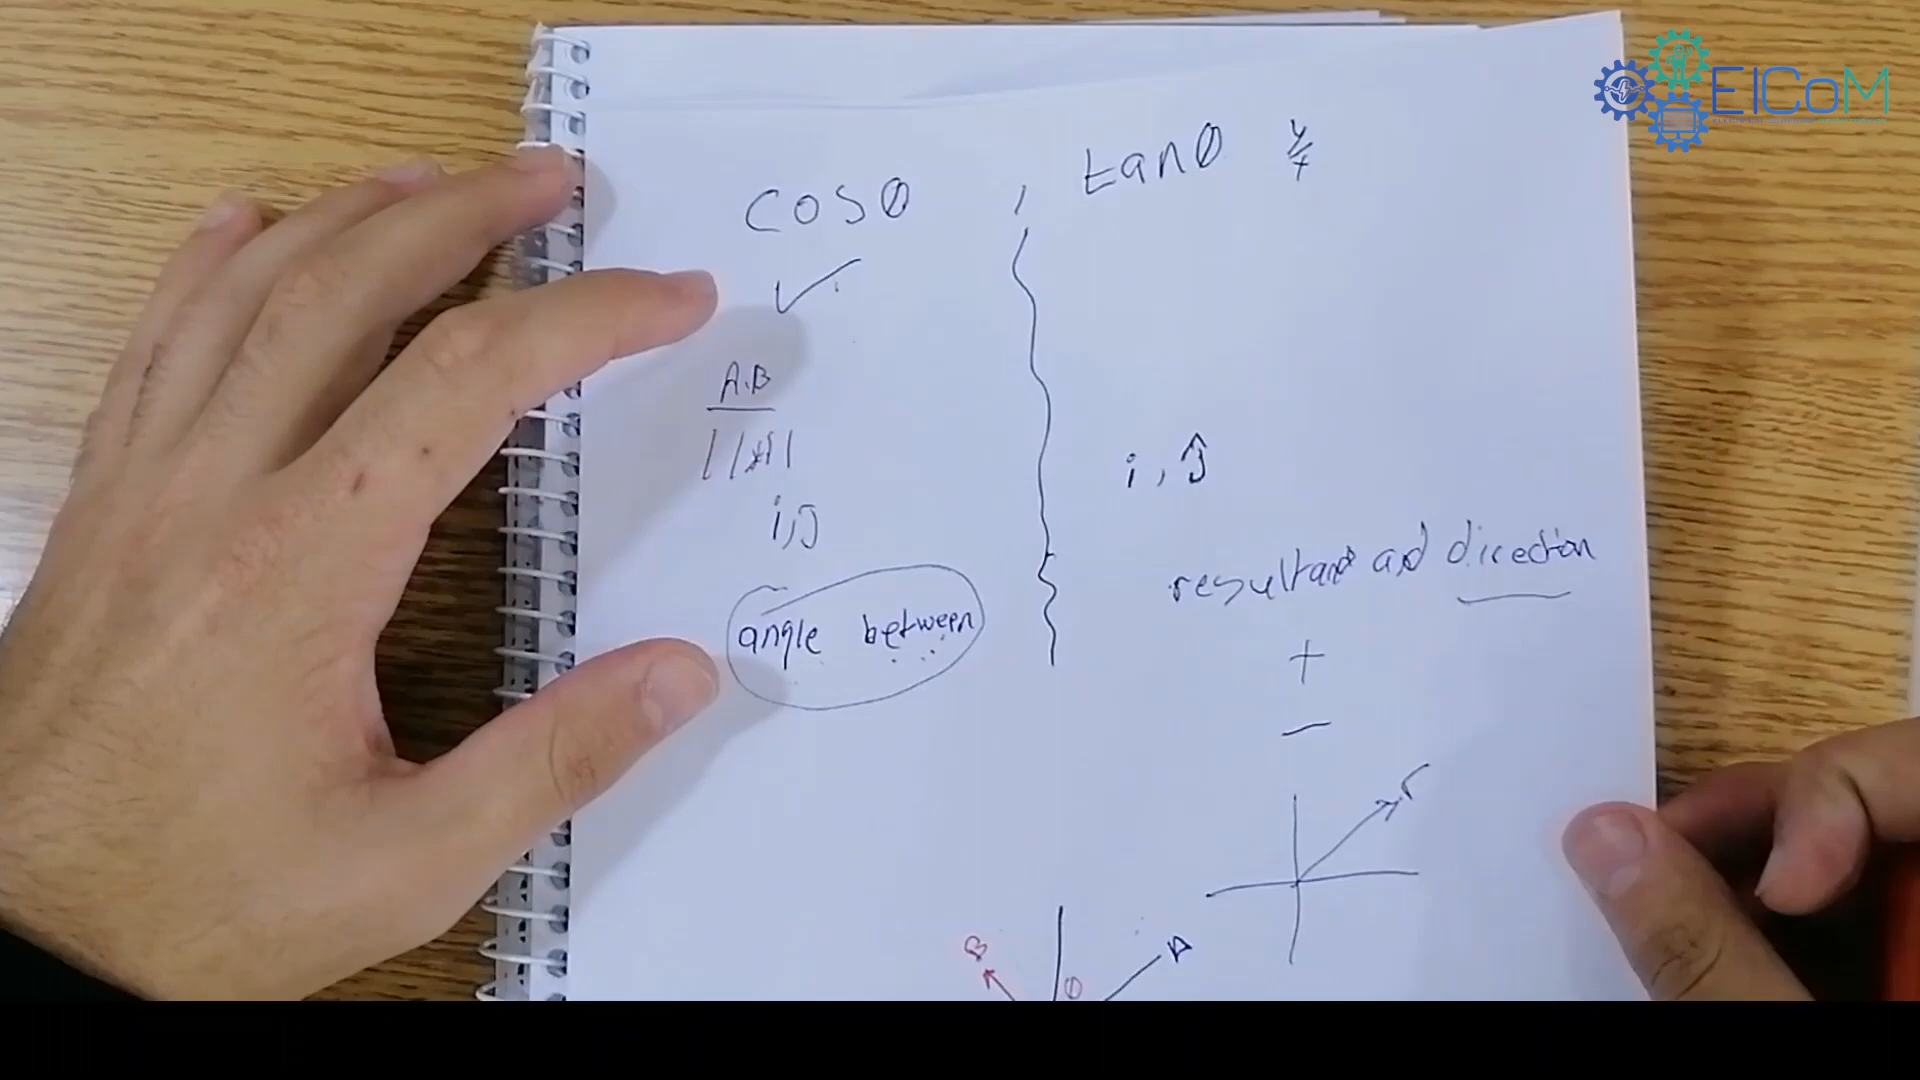 EICoM
cosθ , tanθ y/x
A.B
| | |
i,j
i , ĵ
angle between
resultant and direction
+
−
r
B
θ
A